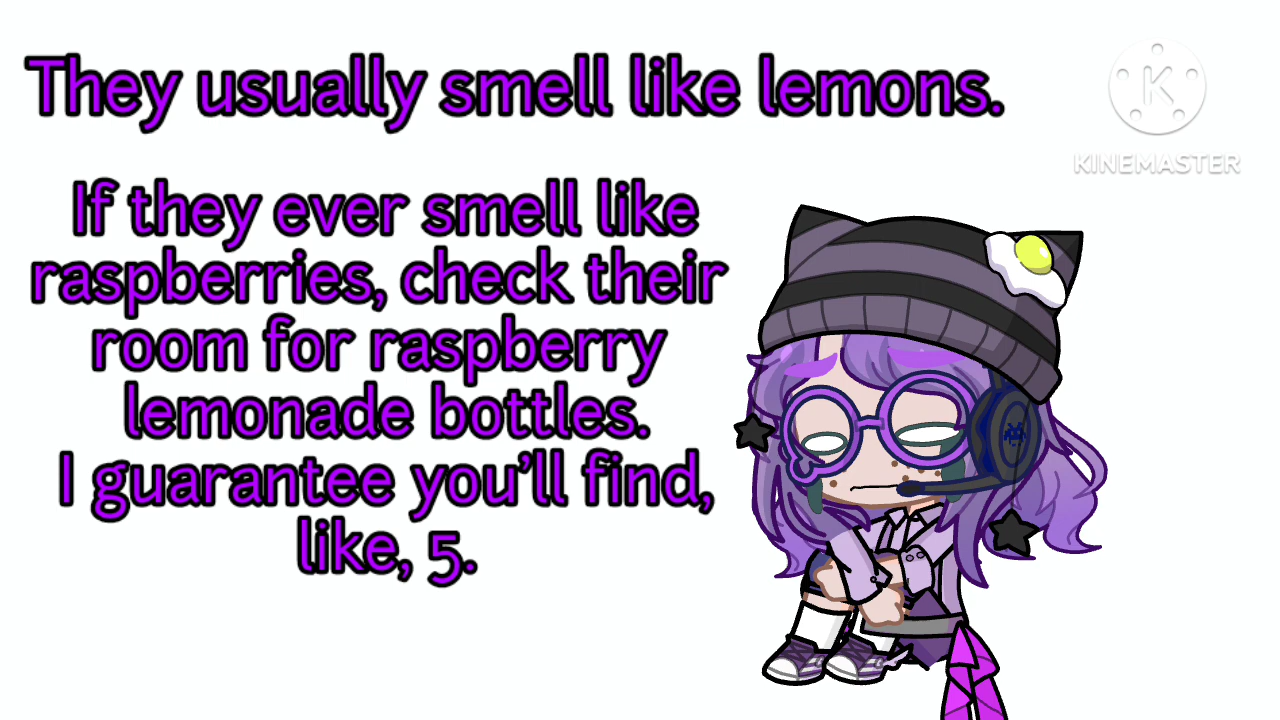 They usually smell like lemons.
KINEMASTER
If they ever smell like
raspberries, check their
room for raspberry
lemonade bottles.
I guarantee you’ll find,
like, 5.